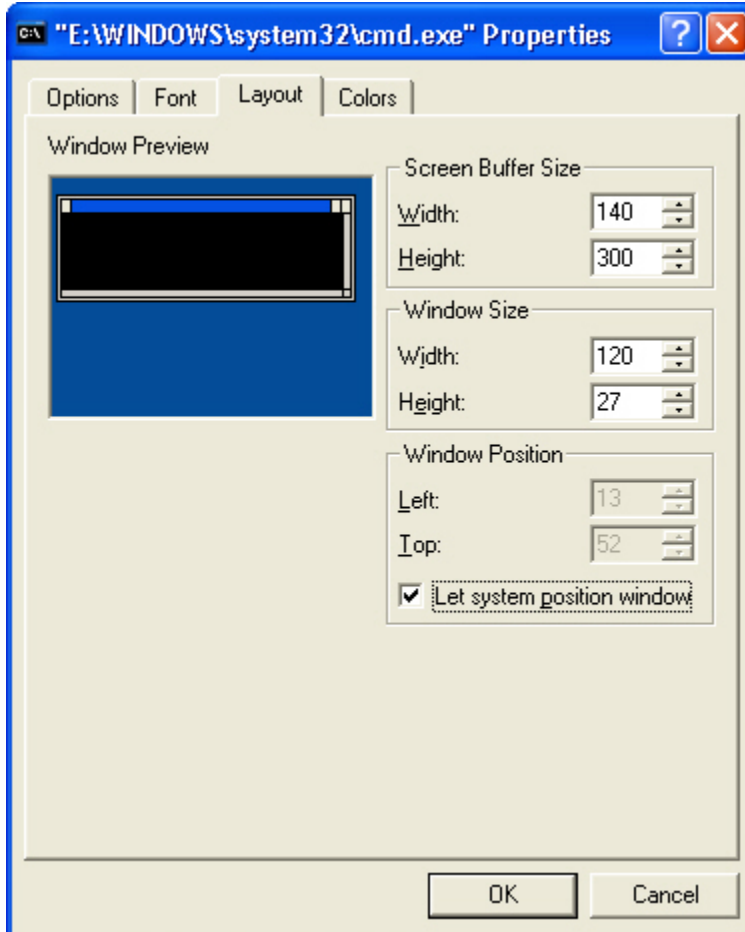 "E:\WINDOWS\system32\cmd.exe" Properties
Options Font Layout Colors
Window Preview
Screen Buffer Size
Width: 140
Height: 300
Window Size
Width: 120
Height: 27
Window Position
Left: 13
Top: 52
Let system position window
OK Cancel